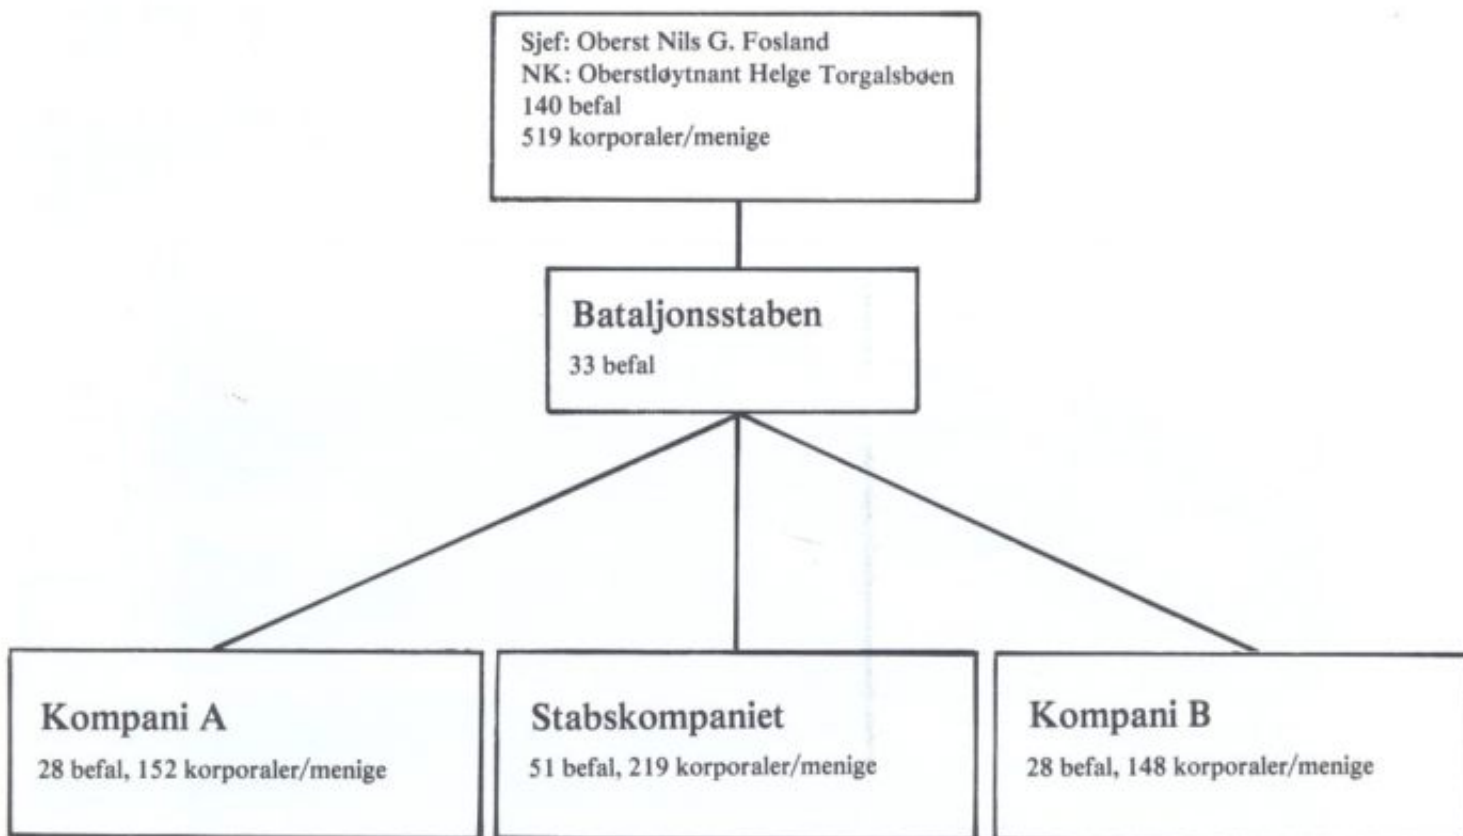 Sjef: Oberst Nils G. Fosland
NK: Oberstløytnant Helge Torgalsbøen
140 befal
519 korporaler/menige
Bataljonsstaben
33 befal
Kompani A
28 befal, 152 korporaler/menige
Stabskompaniet
51 befal, 219 korporaler/menige
Kompani B
28 befal, 148 korporaler/menige